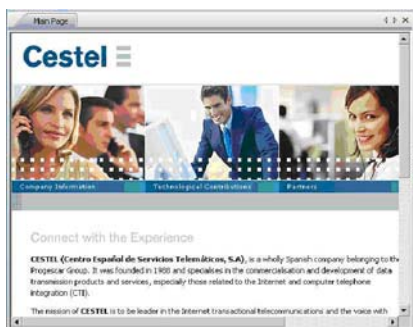 Main Page
Cestel
Company Information Technological Contributions Partners
Connect with the Experience
CESTEL (Centro Español de Servicios Telemáticos, S.A), is a wholly Spanish company belonging to th
Progescar Group. It was founded in 1988 and specialises in the commercialisation and development of data
transmission products and services, especially those related to the Internet and computer telephone
integration (CTI).
The mission of CESTEL is to be leader in the Internet transactional telecommunications and the voice with